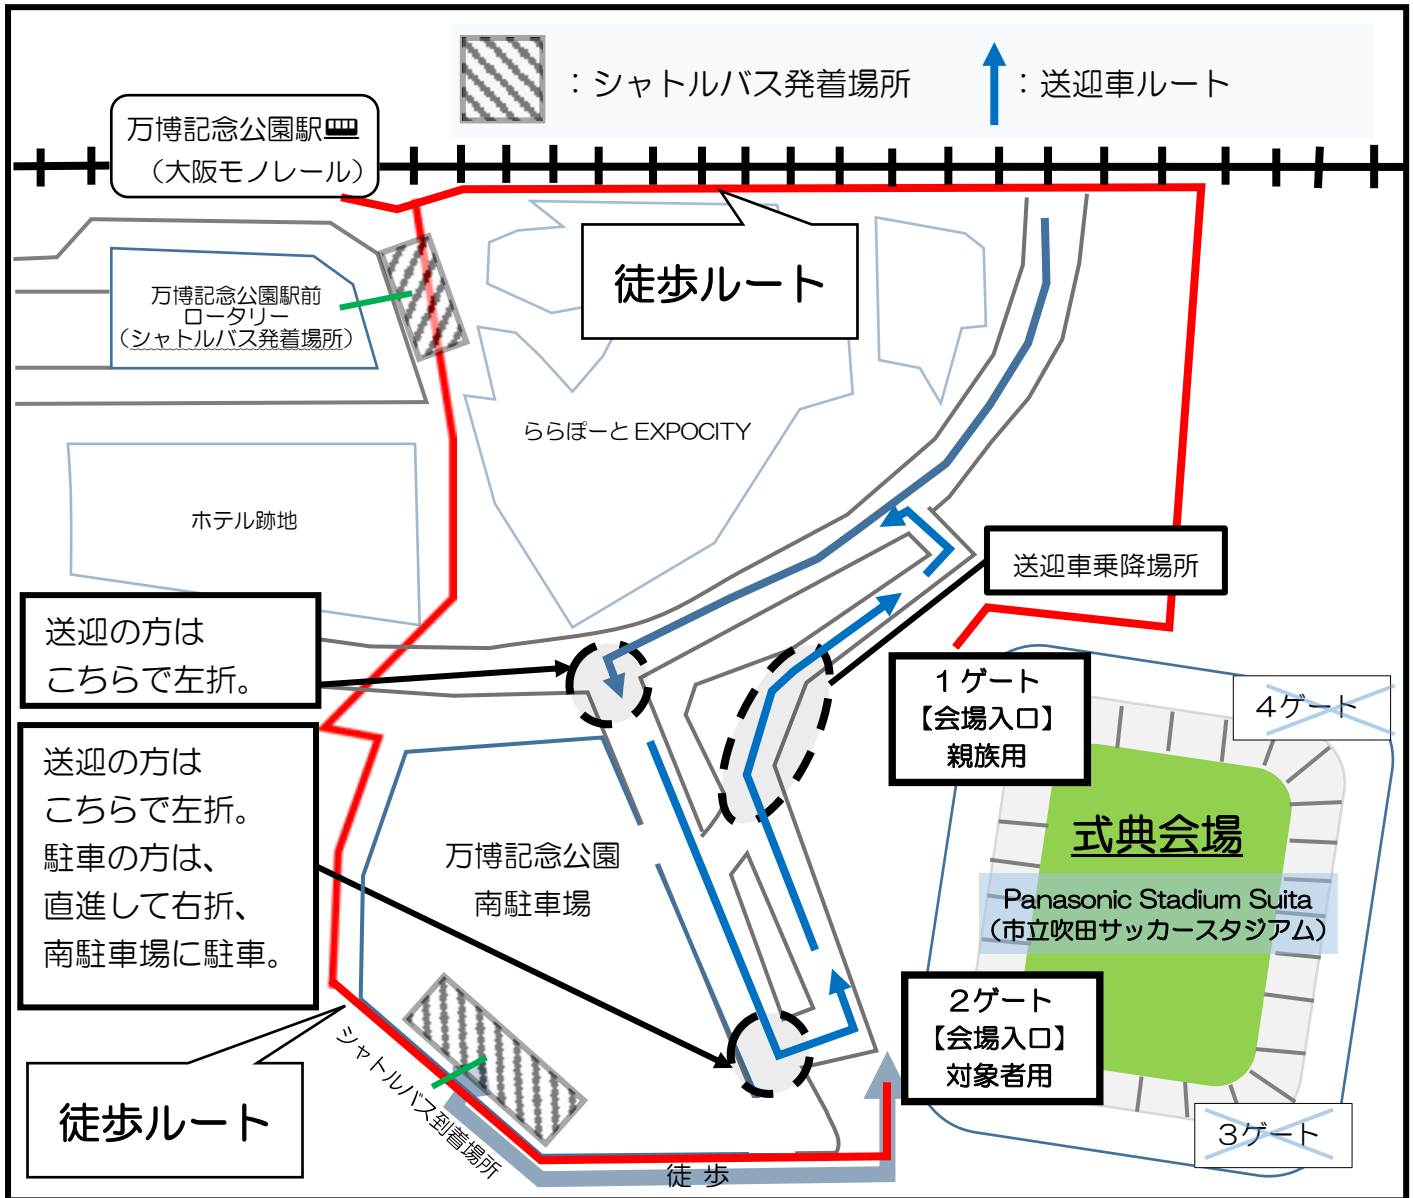 ：シャトルバス発着場所
：送迎車ルート
万博記念公園駅
（大阪モノレール）
徒歩ルート
万博記念公園駅前
ロータリー
（シャトルバス発着場所）
ららぽーとEXPOCITY
ホテル跡地
送迎車乗降場所
送迎の方は
こちらで左折。
1ゲート
【会場入口】
親族用
4ゲート
送迎の方は
こちらで左折。
駐車の方は、
直進して右折、
南駐車場に駐車。
万博記念公園
南駐車場
式典会場
Panasonic Stadium Suita
（市立吹田サッカースタジアム）
2ゲート
【会場入口】
対象者用
シャトルバス到着場所
徒歩ルート
3ゲート
徒 歩